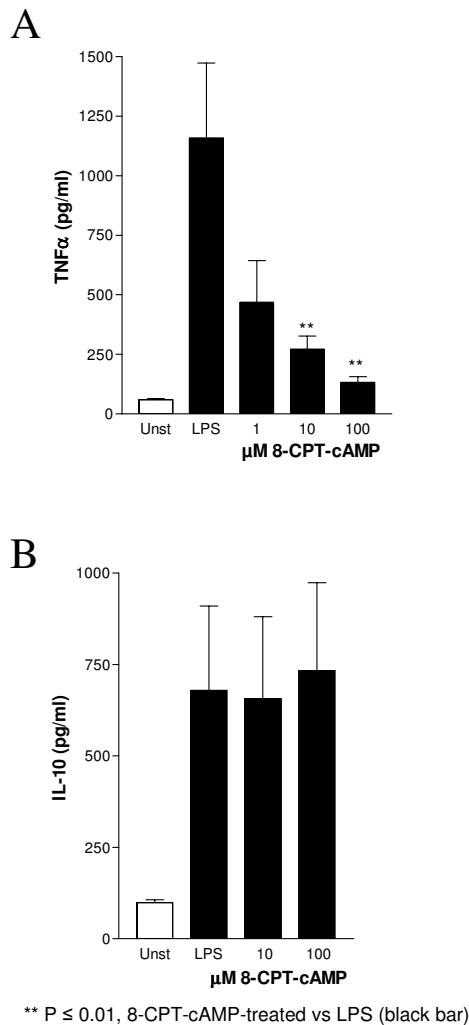 A
1500
1250
1000
750
500
250
0
TNFα (pg/ml)
** **
Unst LPS 1 10 100
µM 8-CPT-cAMP
B
1000
750
500
250
0
IL-10 (pg/ml)
Unst LPS 10 100
µM 8-CPT-cAMP
** P ≤ 0.01, 8-CPT-cAMP-treated vs LPS (black bar)